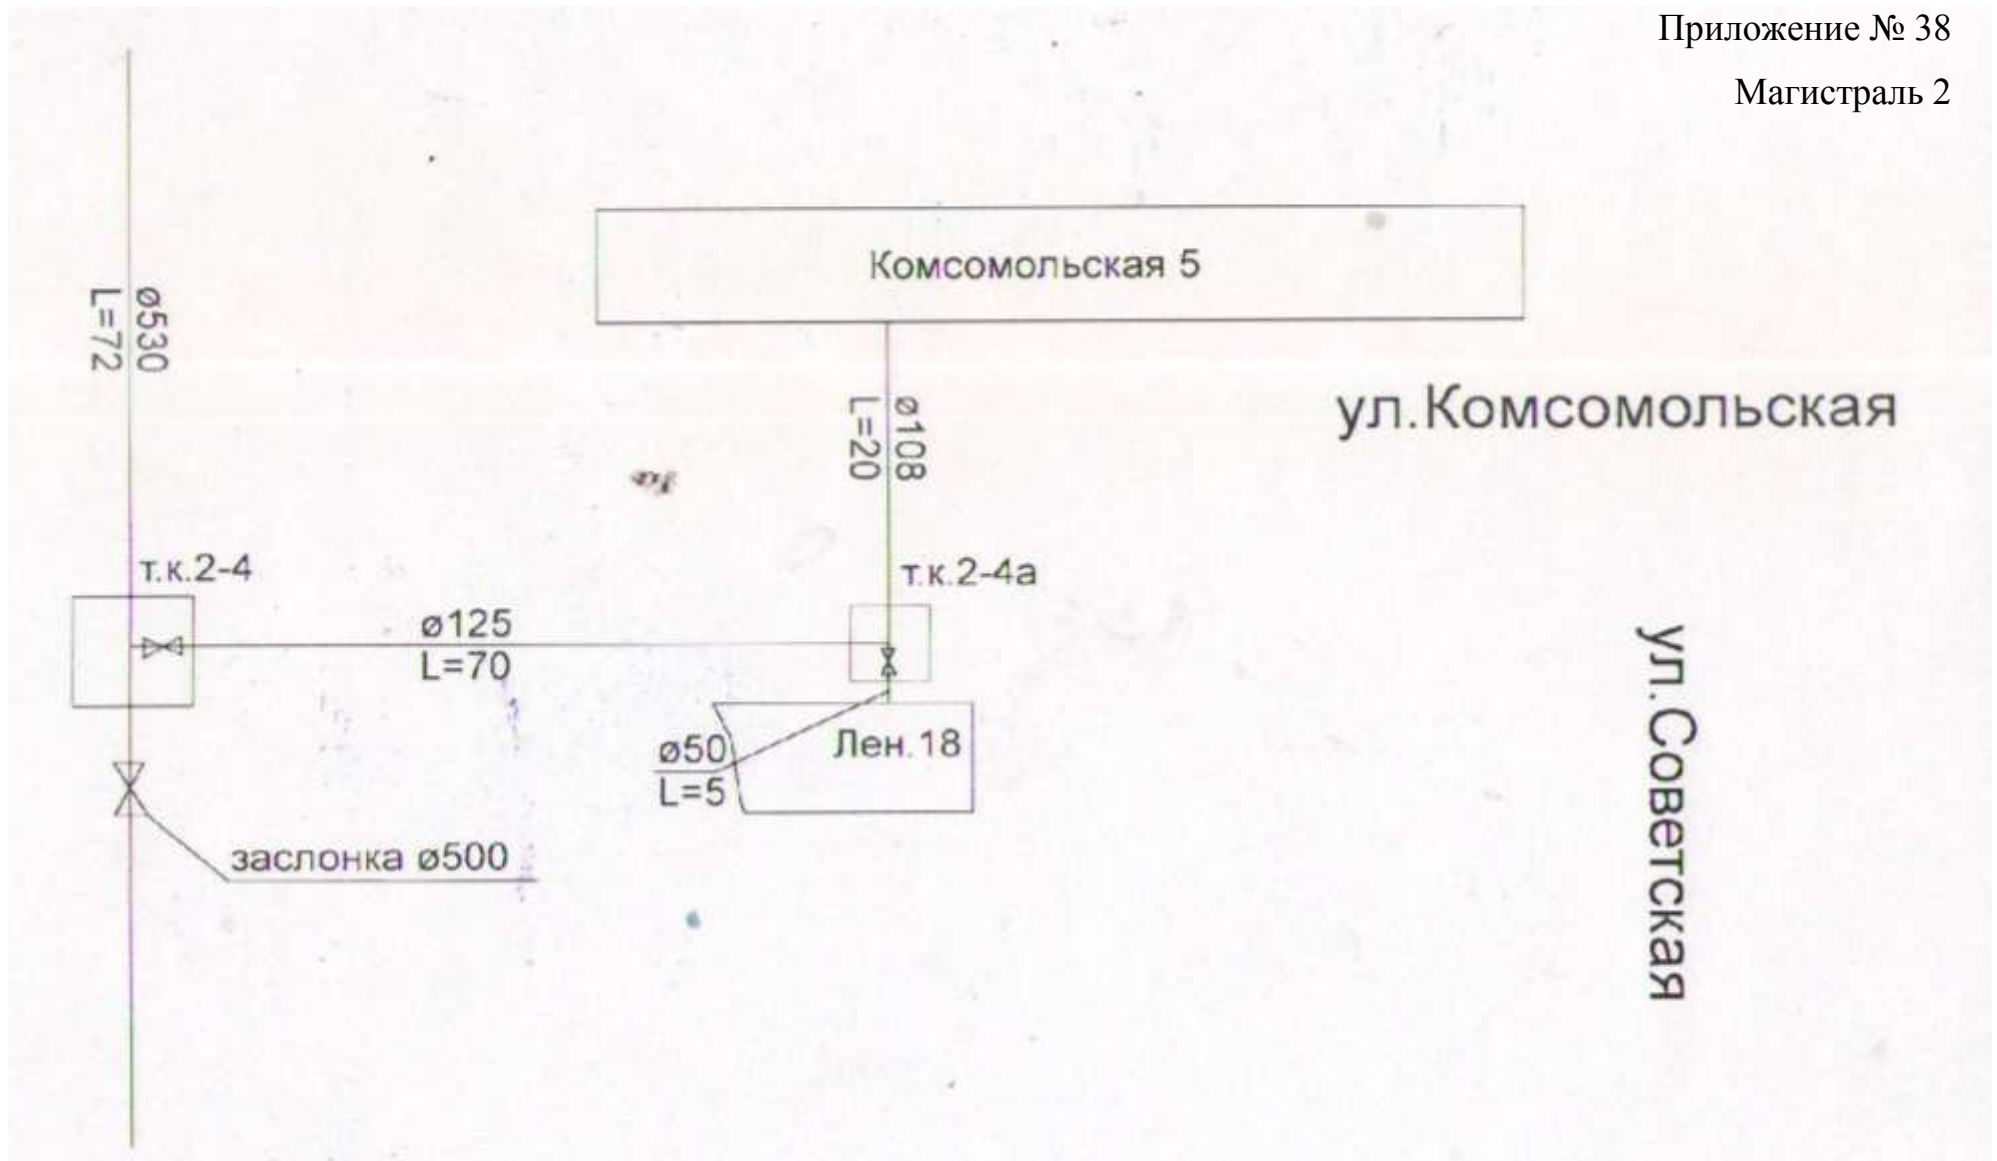 Приложение № 38
Магистраль 2
Комсомольская 5
ø530
L=72
ø108
L=20
ул.Комсомольская
т.к.2-4
т.к.2-4а
ø125
L=70
ул.Советская
ø50
L=5
Лен.18
заслонка ø500